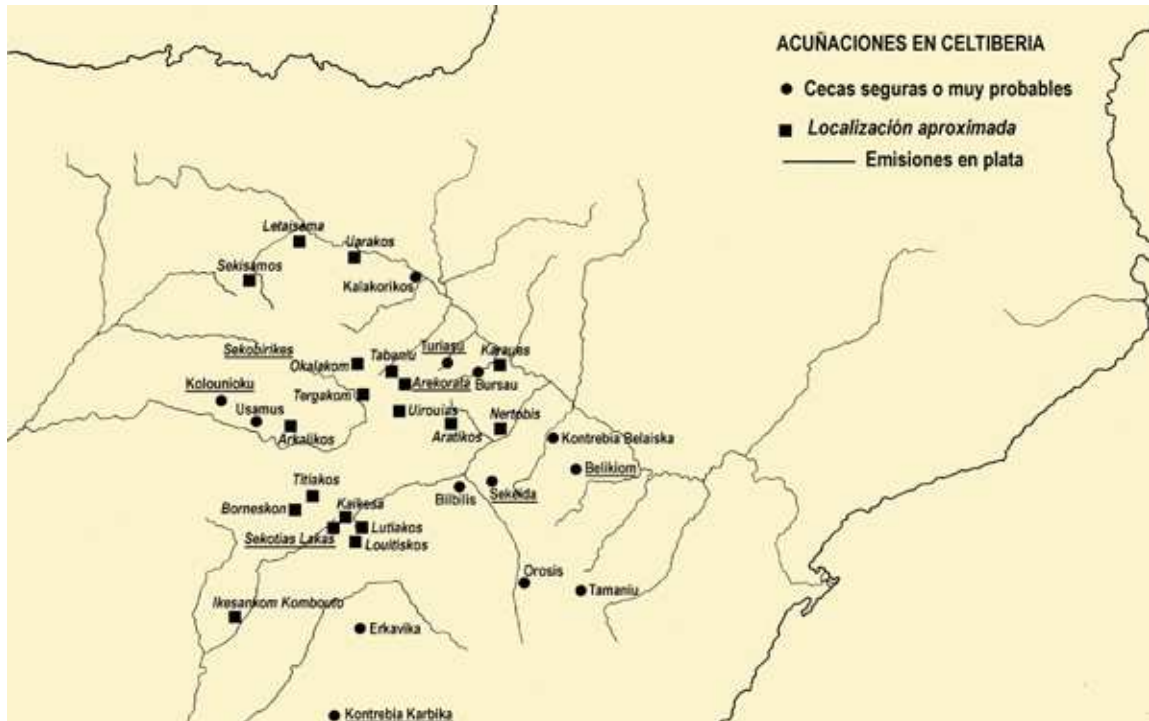 ACUÑACIONES EN CELTIBERIA
Cecas seguras o muy probables
Localización aproximada
Emisiones en plata
Letaisama
Uarakos
Sekisamos
Kalakorikos
Sekobirikes
Turiasu
Tabaniu
Karaues
Okalakom
Arekorata
Bursau
Kolounioku
Tergakom
Usamus
Uirouias
Nertobis
Arkailikos
Aratikos
Kontrebia Belaiska
Belikiom
Titiakos
Bilbilis
Sekeida
Borneskon
Kaikesa
Lutiakos
Sekotias Lakas
Louitiskos
Orosis
Tamaniu
Ikesankom Kombouto
Erkavika
Kontrebia Karbika